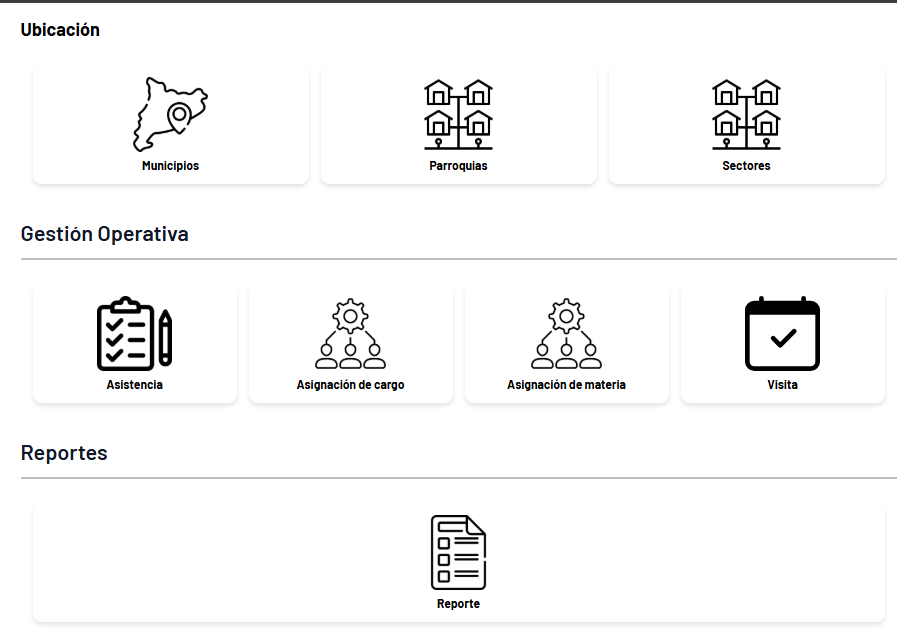 Ubicación
Municipios
Parroquias
Sectores
Gestión Operativa
Asistencia
Asignación de cargo
Asignación de materia
Visita
Reportes
Reporte